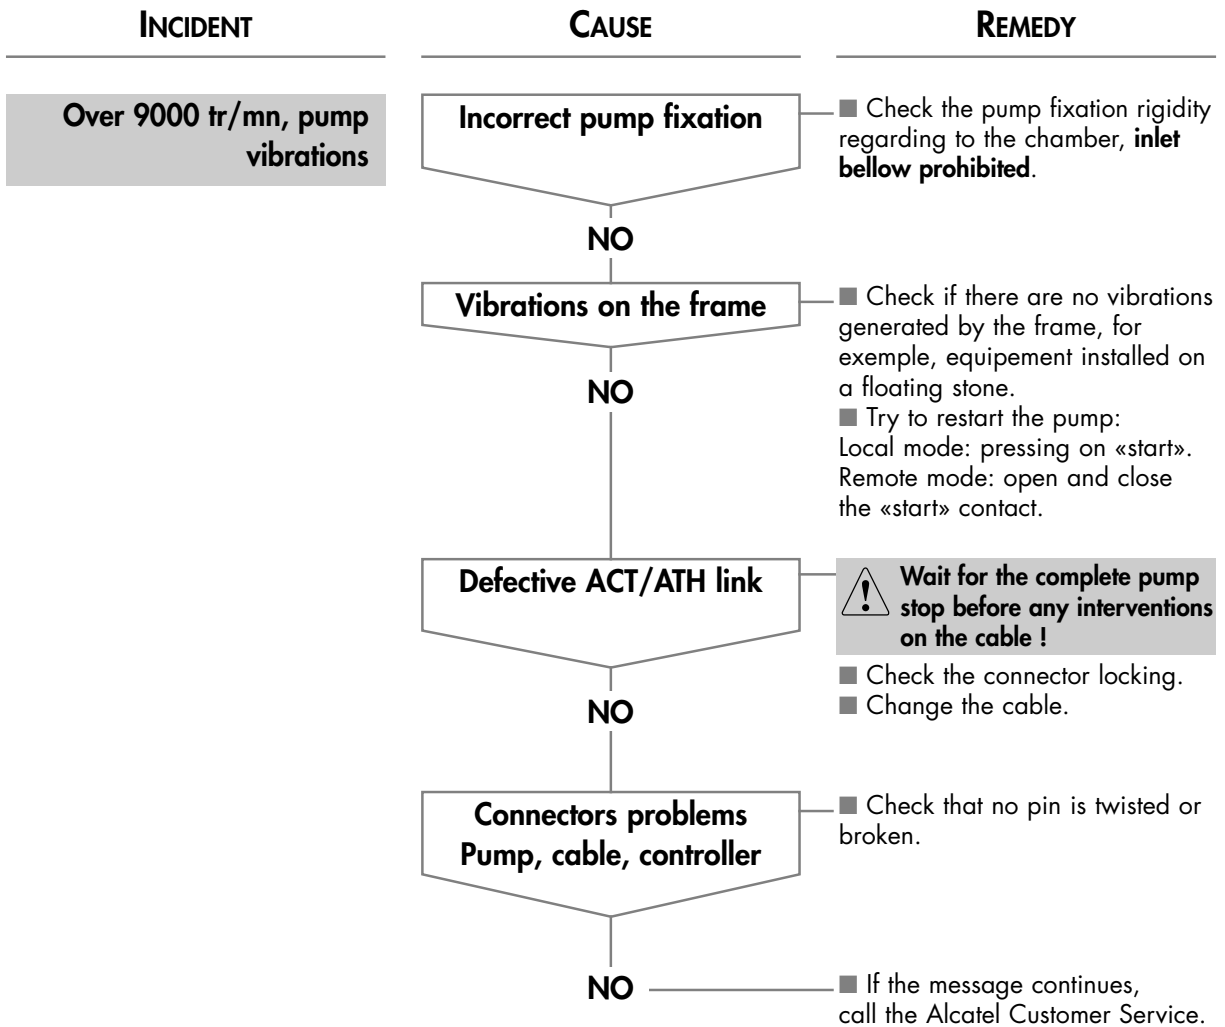 INCIDENT
CAUSE
REMEDY
Over 9000 tr/mn, pump
vibrations
Incorrect pump fixation
■ Check the pump fixation rigidity
regarding to the chamber, inlet
bellow prohibited.
NO
Vibrations on the frame
■ Check if there are no vibrations
generated by the frame, for
exemple, equipement installed on
a floating stone.
■ Try to restart the pump:
Local mode: pressing on «start».
Remote mode: open and close
the «start» contact.
NO
Defective ACT/ATH link
Wait for the complete pump
stop before any interventions
on the cable !
■ Check the connector locking.
■ Change the cable.
NO
Connectors problems
Pump, cable, controller
■ Check that no pin is twisted or
broken.
NO
■ If the message continues,
call the Alcatel Customer Service.